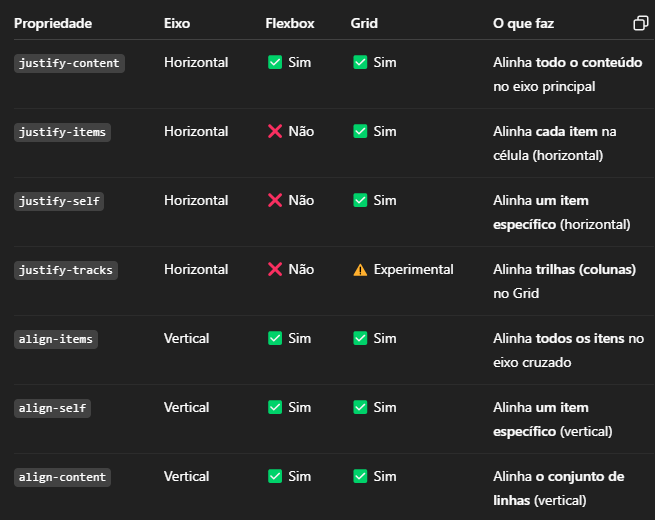 Propriedade Eixo Flexbox Grid O que faz
justify-content Horizontal ✅ Sim ✅ Sim Alinha todo o conteúdo
no eixo principal
justify-items Horizontal ❌ Não ✅ Sim Alinha cada item na
célula (horizontal)
justify-self Horizontal ❌ Não ✅ Sim Alinha um item
específico (horizontal)
justify-tracks Horizontal ❌ Não ⚠️ Experimental Alinha trilhas (colunas)
no Grid
align-items Vertical ✅ Sim ✅ Sim Alinha todos os itens no
eixo cruzado
align-self Vertical ✅ Sim ✅ Sim Alinha um item
específico (vertical)
align-content Vertical ✅ Sim ✅ Sim Alinha o conjunto de
linhas (vertical)